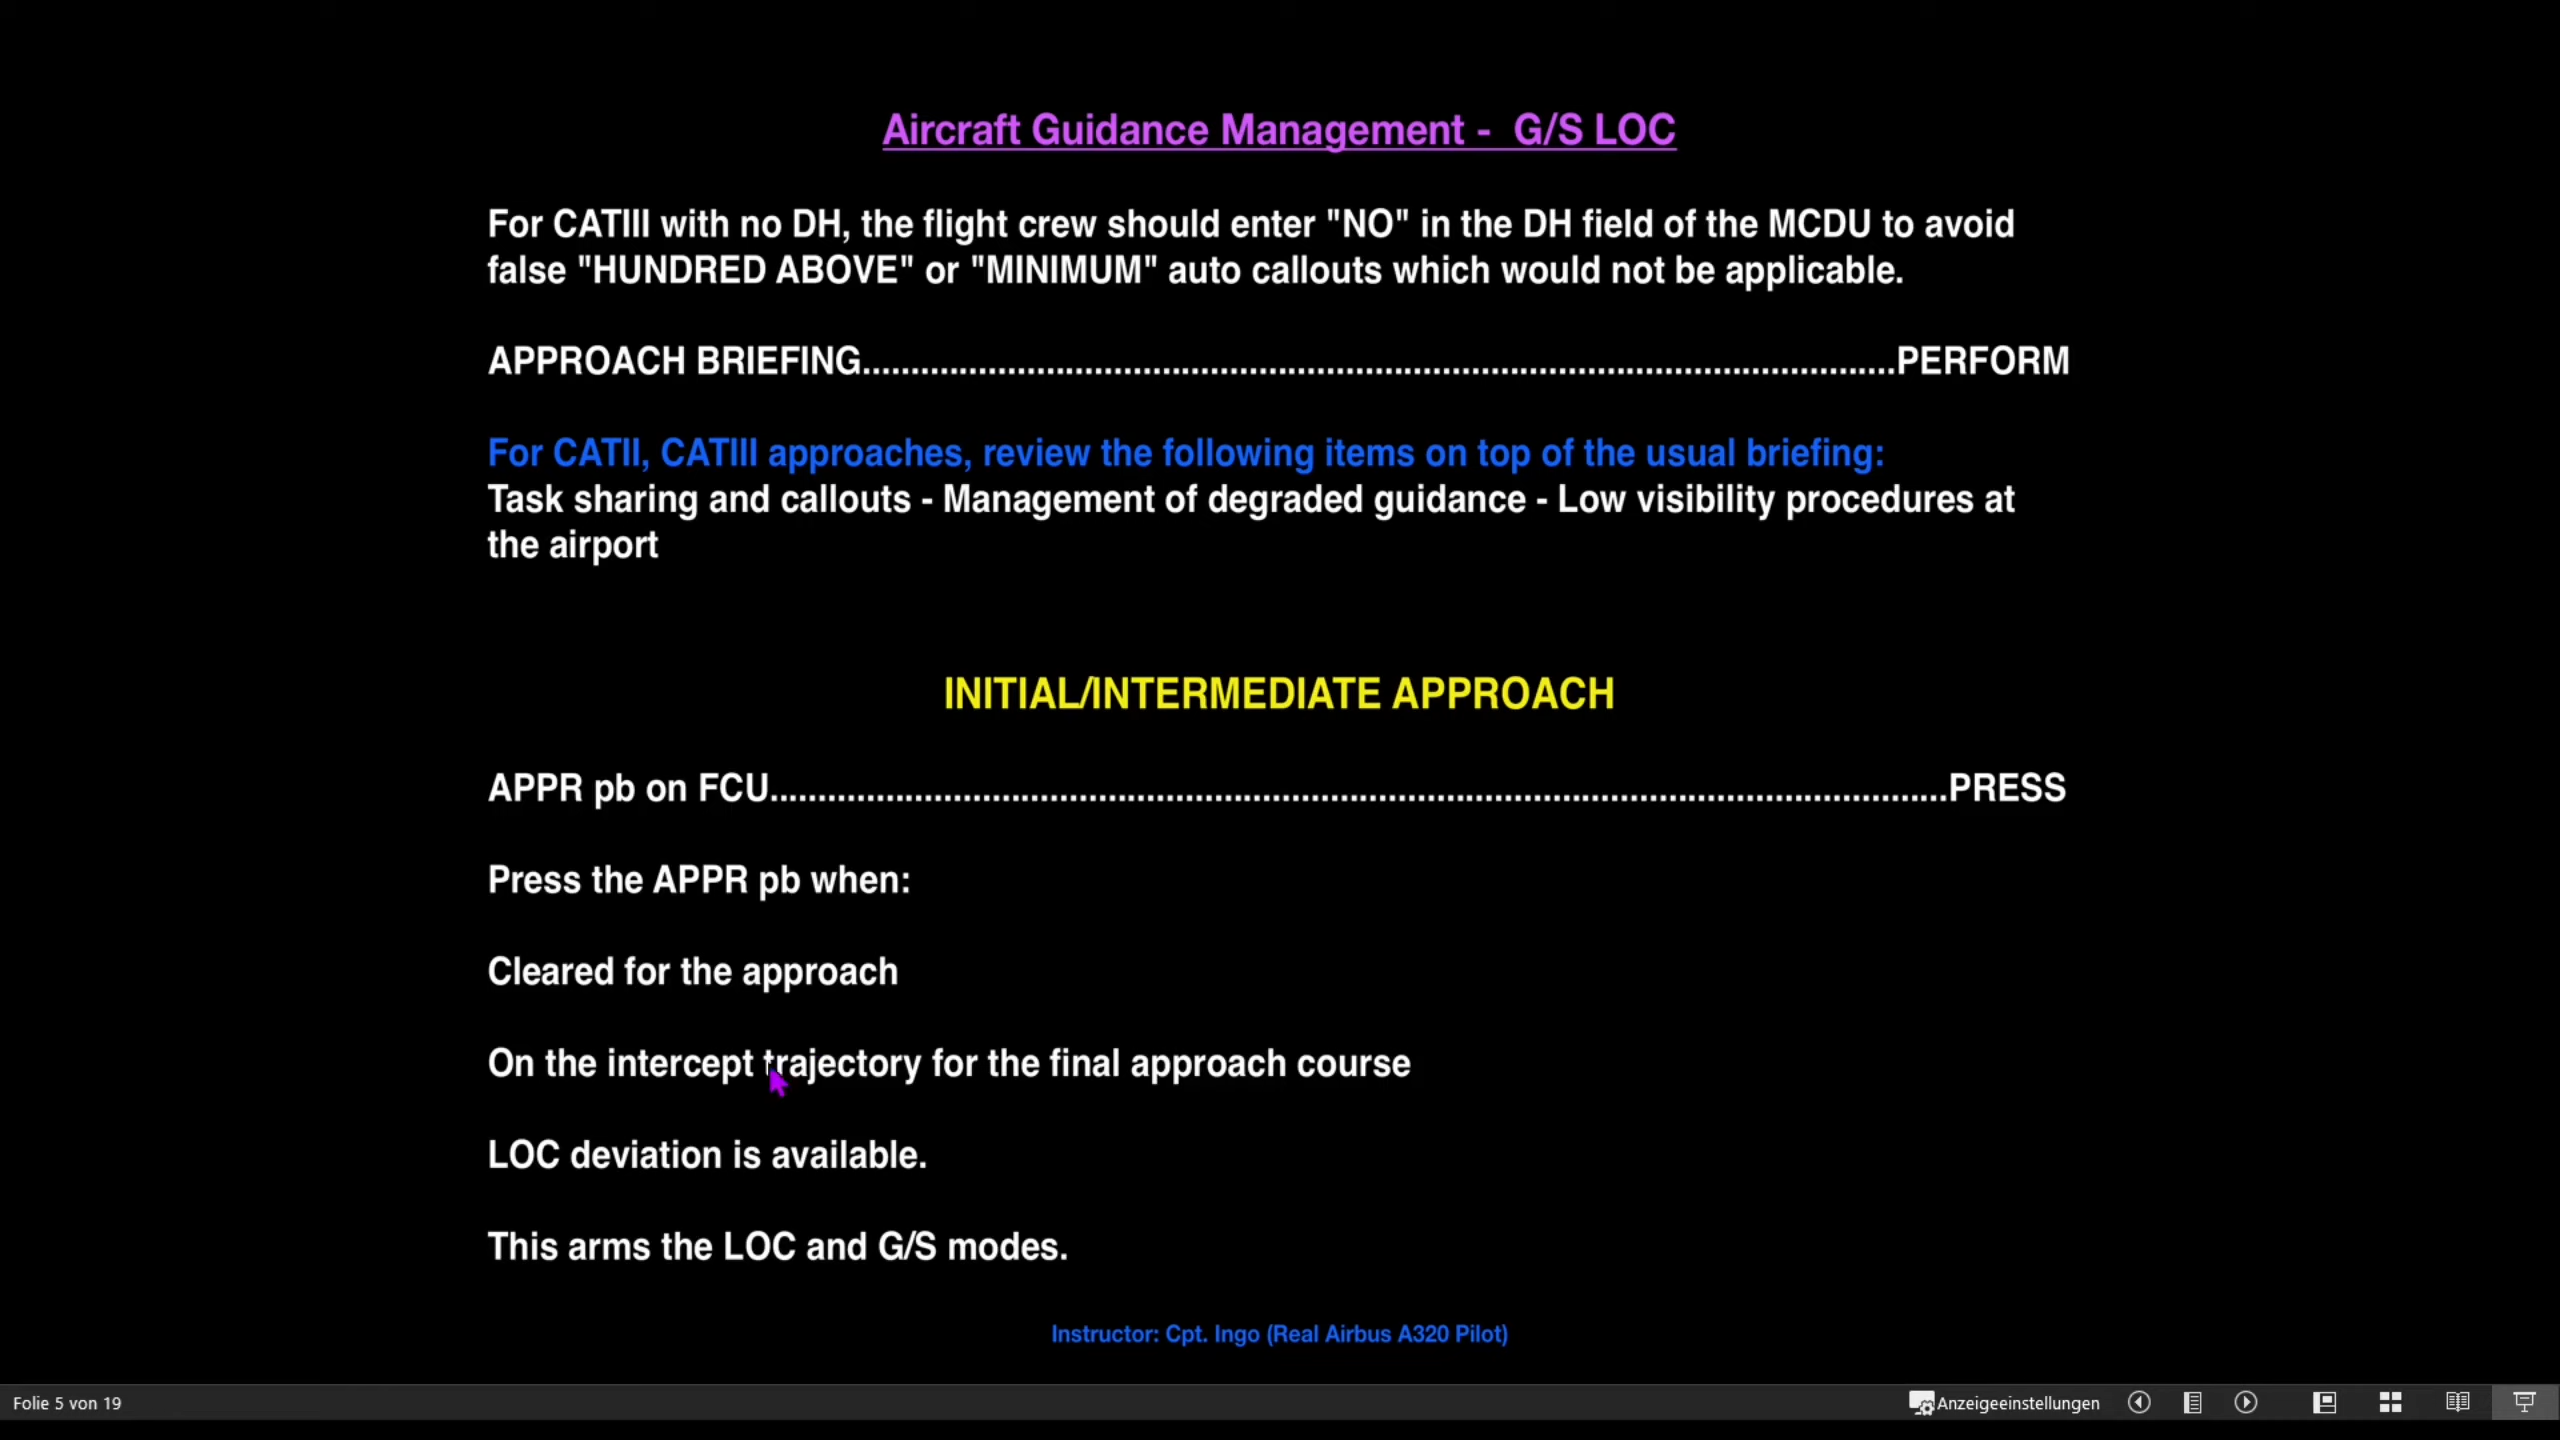 Aircraft Guidance Management -  G/S LOC
For CATIII with no DH, the flight crew should enter "NO" in the DH field of the MCDU to avoid
false "HUNDRED ABOVE" or "MINIMUM" auto callouts which would not be applicable.
APPROACH BRIEFING.............................................................................................................PERFORM
For CATII, CATIII approaches, review the following items on top of the usual briefing:
Task sharing and callouts - Management of degraded guidance - Low visibility procedures at
the airport
INITIAL/INTERMEDIATE APPROACH
APPR pb on FCU............................................................................................................................PRESS
Press the APPR pb when:
Cleared for the approach
On the intercept trajectory for the final approach course
LOC deviation is available.
This arms the LOC and G/S modes.
Instructor: Cpt. Ingo (Real Airbus A320 Pilot)
Folie 5 von 19
Anzeigeeinstellungen